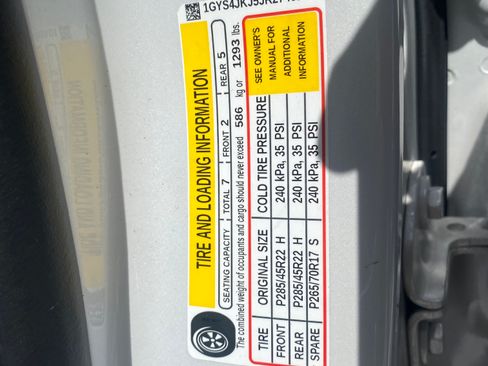 TIRE AND LOADING INFORMATION
SEATING CAPACITY TOTAL 7 FRONT 2 REAR 5
The combined weight of occupants and cargo should never exceed 586 kg or 1293 lbs.
TIRE ORIGINAL SIZE COLD TIRE PRESSURE
FRONT P285/45R22 H 240 kPa, 35 PSI
REAR P285/45R22 H 240 kPa, 35 PSI
SPARE P265/70R17 S 240 kPa, 35 PSI
SEE OWNER'S
MANUAL FOR
ADDITIONAL
INFORMATION